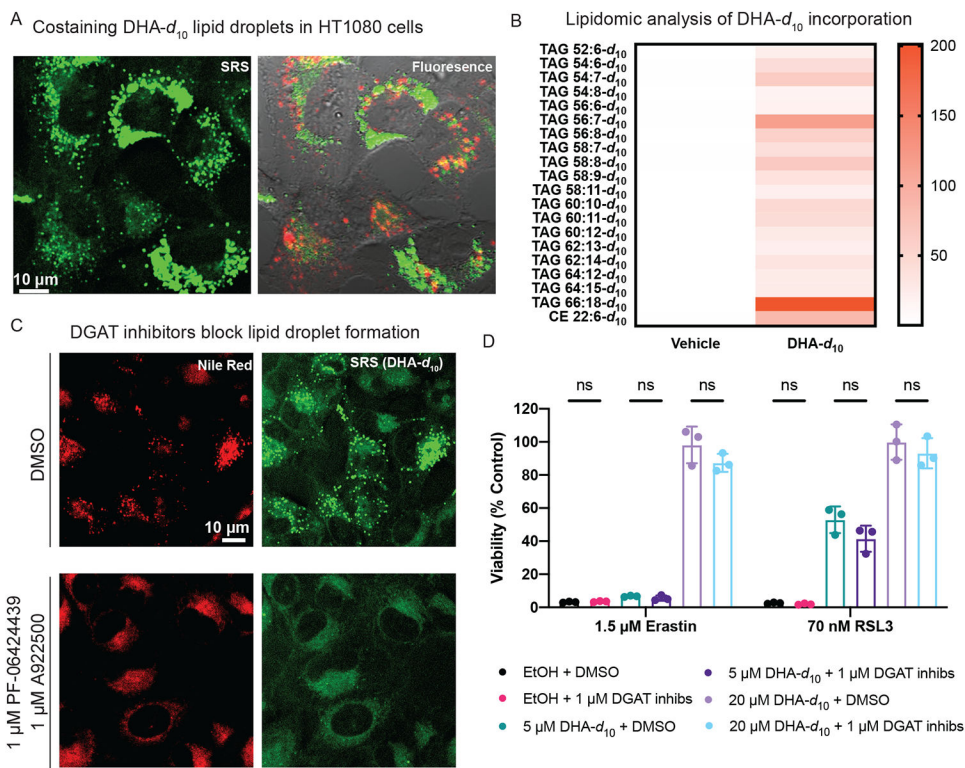 A
Costaining DHA-d10 lipid droplets in HT1080 cells
SRS
Fluoresence
10 μm
B
Lipidomic analysis of DHA-d10 incorporation
TAG 52:6-d10
TAG 54:6-d10
TAG 54:7-d10
TAG 54:8-d10
TAG 56:6-d10
TAG 56:7-d10
TAG 56:8-d10
TAG 58:7-d10
TAG 58:8-d10
TAG 58:9-d10
TAG 58:11-d10
TAG 60:10-d10
TAG 60:11-d10
TAG 60:12-d10
TAG 62:13-d10
TAG 62:14-d10
TAG 64:12-d10
TAG 64:15-d10
TAG 66:18-d10
CE 22:6-d10
Vehicle
DHA-d10
200
150
100
50
C
DGAT inhibitors block lipid droplet formation
Nile Red
SRS (DHA-d10)
DMSO
10 μm
1 μM PF-06424439
1 μM A922500
D
ns
ns
ns
ns
ns
ns
Viability (% Control)
120
100
80
60
40
20
0
1.5 μM Erastin
70 nM RSL3
EtOH + DMSO
EtOH + 1 μM DGAT inhibs
5 μM DHA-d10 + DMSO
5 μM DHA-d10 + 1 μM DGAT inhibs
20 μM DHA-d10 + DMSO
20 μM DHA-d10 + 1 μM DGAT inhibs